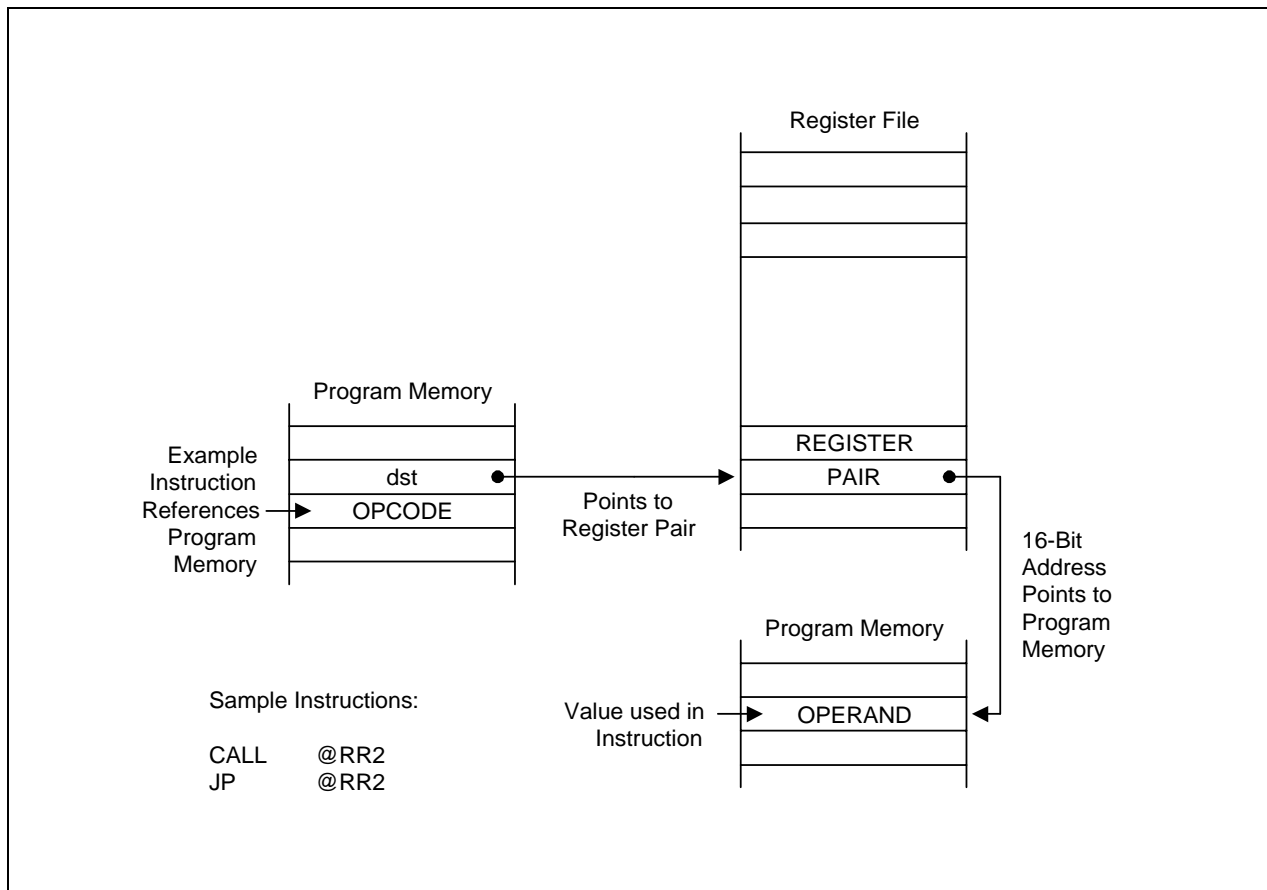 Register File
Program Memory
REGISTER
PAIR
Example
Instruction
References
Program
Memory
dst
OPCODE
Points to
Register Pair
16-Bit
Address
Points to
Program
Memory
Program Memory
Value used in
Instruction
OPERAND
Sample Instructions:
CALL @RR2
JP @RR2